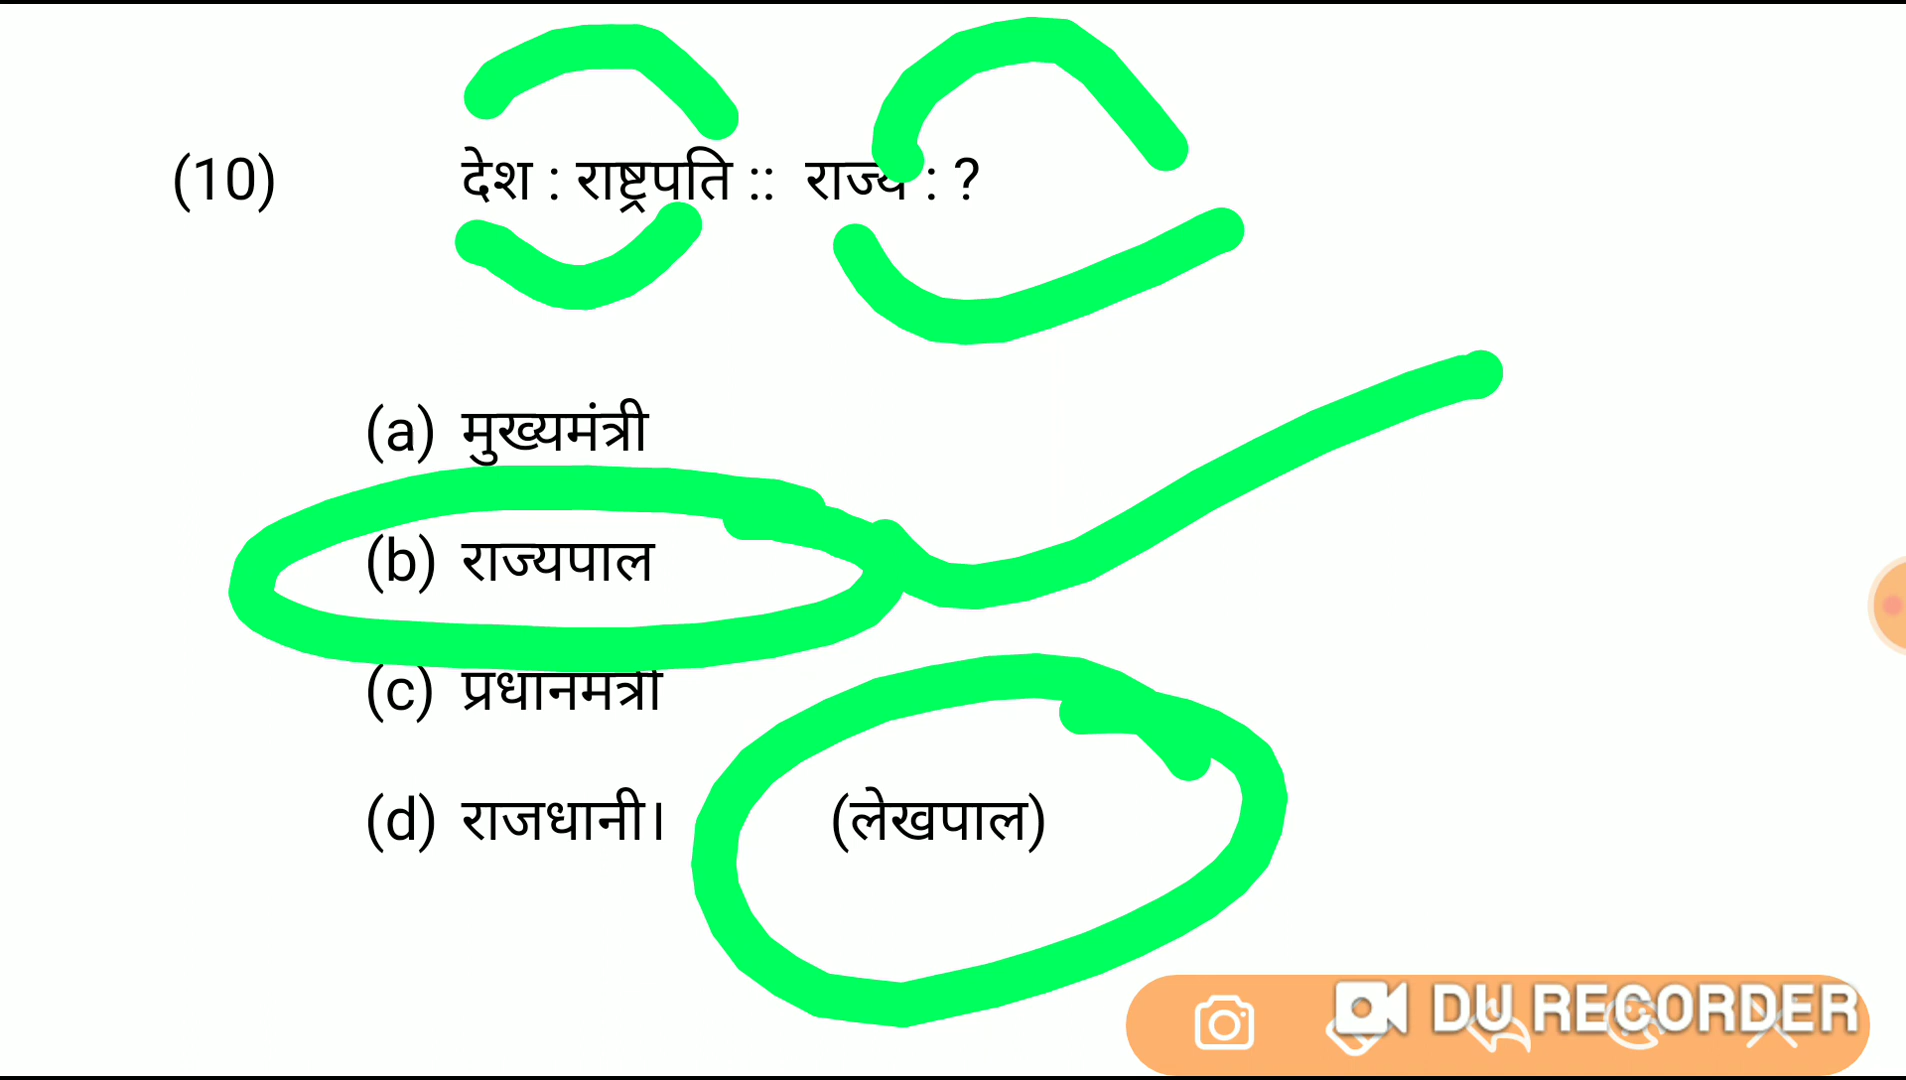 (10) देश : राष्ट्रपति :: राज्य : ?
(a) मुख्यमंत्री
(b) राज्यपाल
(c) प्रधानमंत्री
(d) राजधानी। (लेखपाल)
DU RECORDER